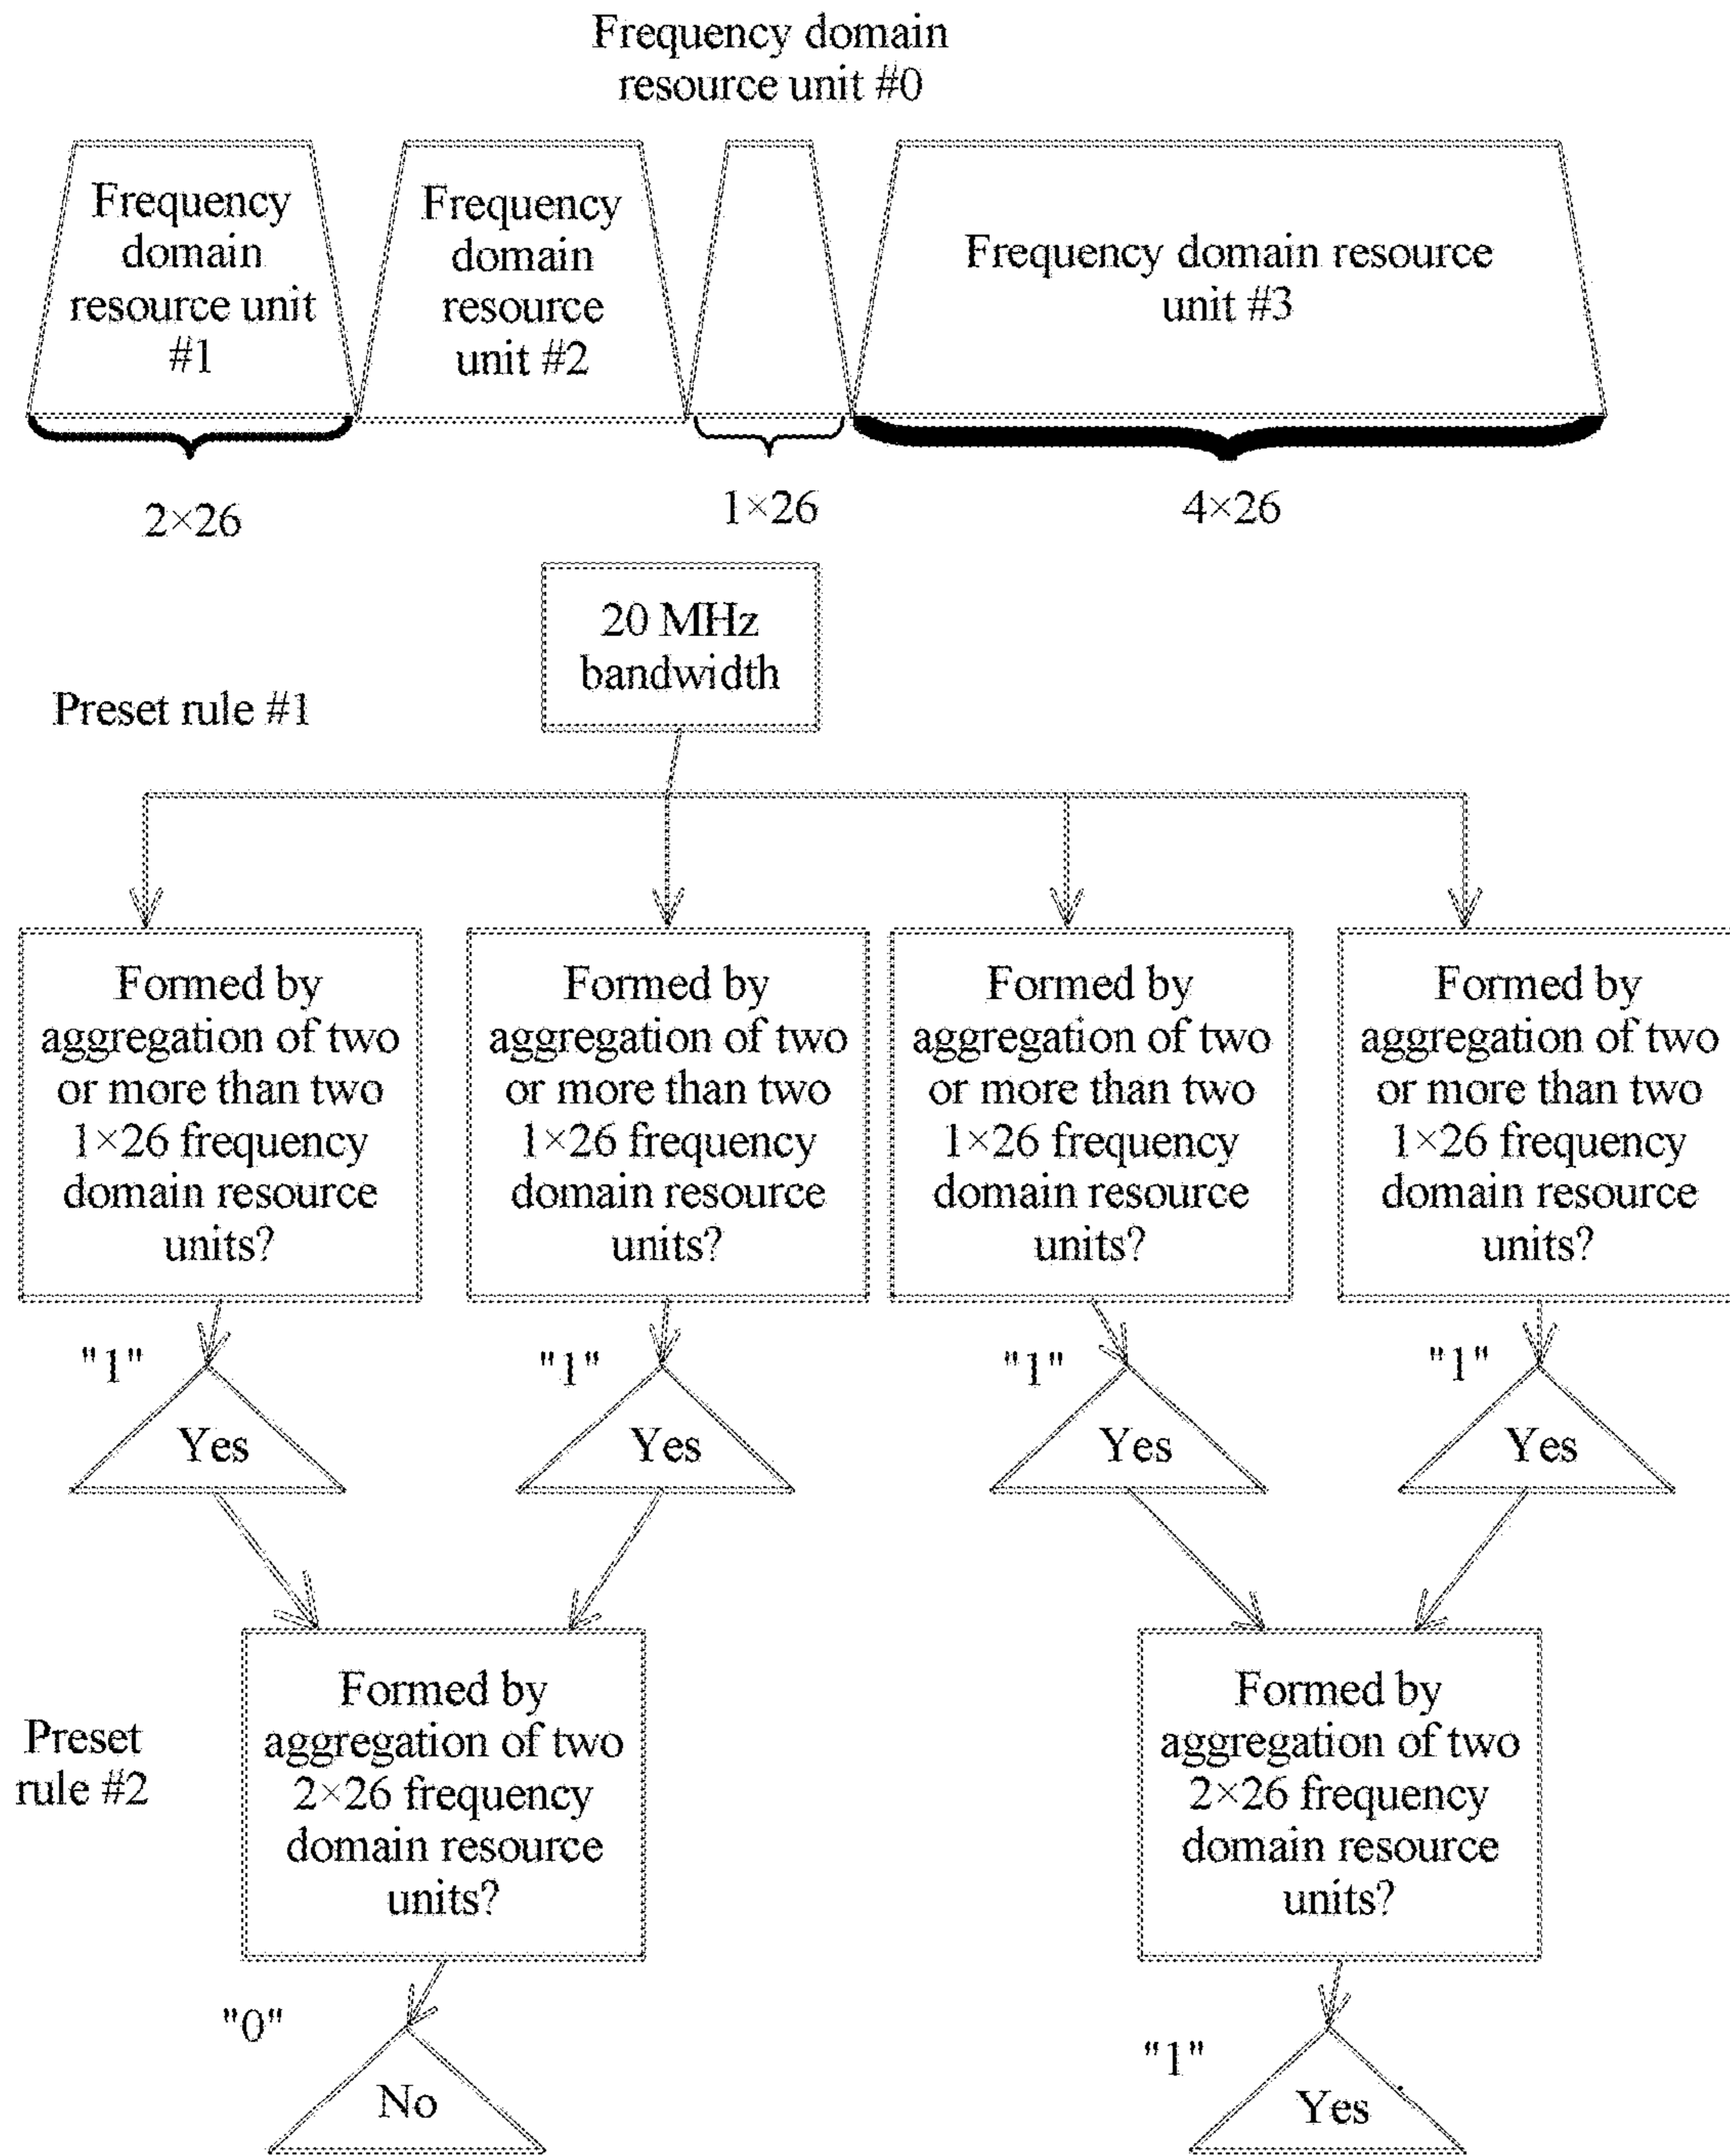 Frequency domain
resource unit #0
Frequency
domain
resource unit
#1
Frequency
domain
resource
unit #2
Frequency domain resource
unit #3
2×26
1×26
4×26
20 MHz
bandwidth
Preset rule #1
Formed by
aggregation of two
or more than two
1×26 frequency
domain resource
units?
Formed by
aggregation of two
or more than two
1×26 frequency
domain resource
units?
Formed by
aggregation of two
or more than two
1×26 frequency
domain resource
units?
Formed by
aggregation of two
or more than two
1×26 frequency
domain resource
units?
"1"
Yes
"1"
Yes
"1"
Yes
"1"
Yes
Preset
rule #2
Formed by
aggregation of two
2×26 frequency
domain resource
units?
Formed by
aggregation of two
2×26 frequency
domain resource
units?
"0"
No
"1"
Yes